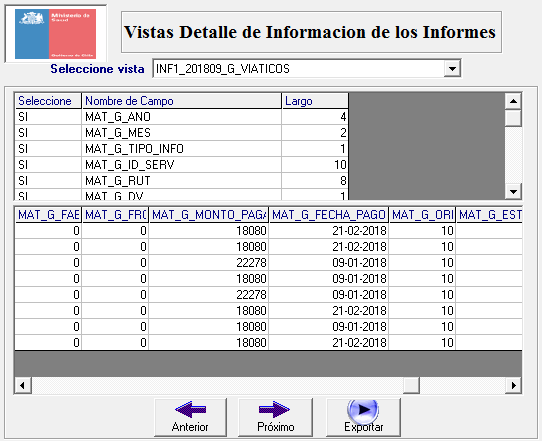 Ministerio de
Salud
Vistas Detalle de Informacion de los Informes
Seleccione vista INF1_201809_G_VIATICOS
Seleccione Nombre de Campo Largo
SI MAT_G_ANO 4
SI MAT_G_MES 2
SI MAT_G_TIPO_INFO 1
SI MAT_G_ID_SERV 10
SI MAT_G_RUT 8
SI MAT_G_DV 1
MAT_G_FAE MAT_G_FRO MAT_G_MONTO_PAGA MAT_G_FECHA_PAGO MAT_G_ORI MAT_G_EST
0 0 18080 21-02-2018 10
0 0 18080 21-02-2018 10
0 0 22278 09-01-2018 10
0 0 18080 09-01-2018 10
0 0 22278 09-01-2018 10
0 0 18080 21-02-2018 10
0 0 18080 09-01-2018 10
0 0 18080 21-02-2018 10
Anterior Próximo Exportar